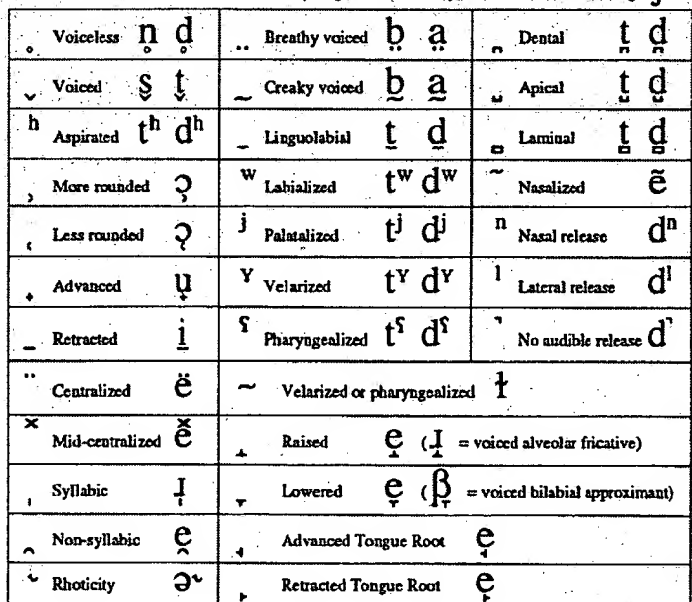 ̥ Voiceless n̥ d̥ ̤ Breathy voiced b̤ a̤ ̪ Dental t̪ d̪
̬ Voiced s̬ t̬ ̰ Creaky voiced b̰ a̰ ̺ Apical t̺ d̺
ʰ Aspirated tʰ dʰ ̼ Linguolabial t̼ d̼ ̻ Laminal t̻ d̻
̹ More rounded ɔ̹ ʷ Labialized tʷ dʷ ̃ Nasalized ẽ
̜ Less rounded ɔ̜ ʲ Palatalized tʲ dʲ ⁿ Nasal release dⁿ
̟ Advanced u̟ ˠ Velarized tˠ dˠ ˡ Lateral release dˡ
̠ Retracted i̠ ˤ Pharyngealized tˤ dˤ ̚ No audible release d̚
̈ Centralized ë ̴ Velarized or pharyngealized ɫ
̽ Mid-centralized e̽ ̝ Raised e̝ (ɹ̝ = voiced alveolar fricative)
̩ Syllabic ɹ̩ ̞ Lowered e̞ (β̞ = voiced bilabial approximant)
̯ Non-syllabic e̯ ̘ Advanced Tongue Root e̘
˞ Rhoticity ə˞ ̙ Retracted Tongue Root e̙